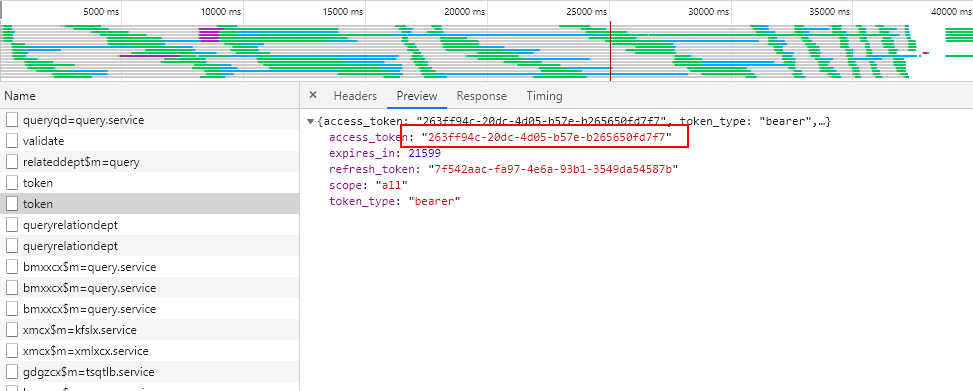 5000 ms 10000 ms 15000 ms 20000 ms 25000 ms 30000 ms 35000 ms 40000 ms
Name
× Headers Preview Response Timing
queryqd=query.service
validate
relateddept$m=query
token
token
queryrelationdept
queryrelationdept
bmxxcx$m=query.service
bmxxcx$m=query.service
bmxxcx$m=query.service
xmcx$m=kfslx.service
xmcx$m=xmlxcx.service
gdgzcx$m=tsqtlb.service
▼{access_token: "263ff94c-20dc-4d05-b57e-b265650fd7f7", token_type: "bearer",…}
access_token: "263ff94c-20dc-4d05-b57e-b265650fd7f7"
expires_in: 21599
refresh_token: "7f542aac-fa97-4e6a-93b1-3549da54587b"
scope: "all"
token_type: "bearer"